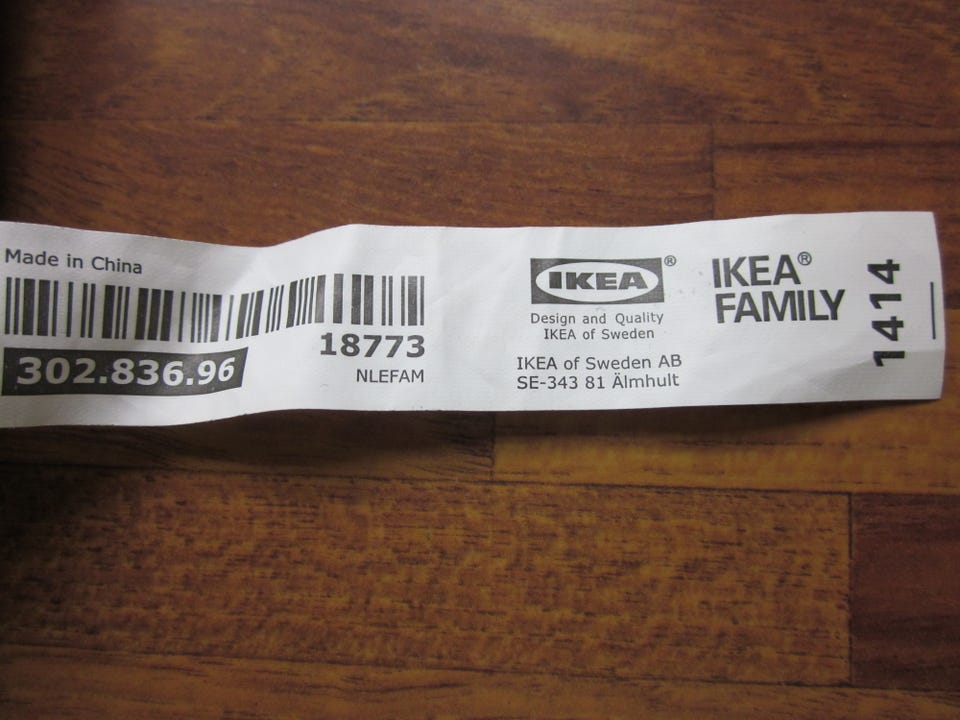 Made in China
302.836.96
18773
NLEFAM
IKEA®
Design and Quality
IKEA of Sweden
IKEA of Sweden AB
SE-343 81 Älmhult
IKEA®
FAMILY
1414